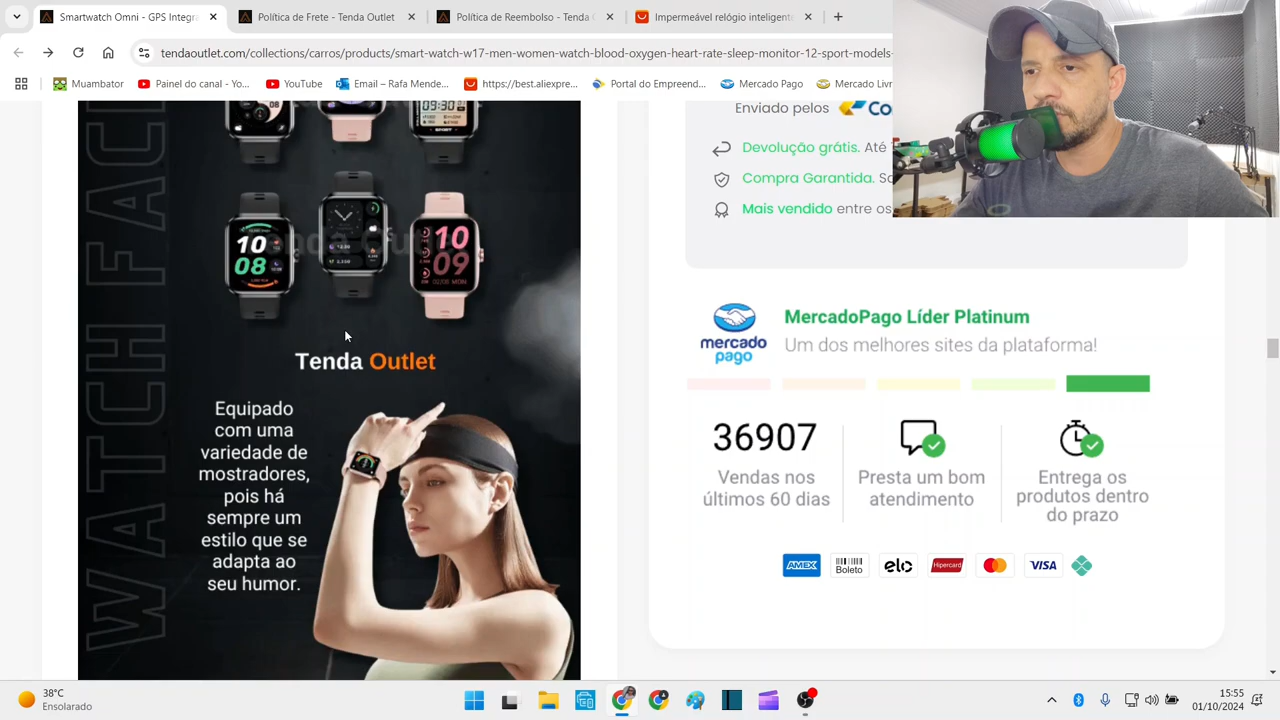 Smartwatch Omni - GPS Integra
Política de Frete - Tenda Outlet
Política de Reembolso - Tenda
Impermeável relógio inteligente
tendaoutlet.com/collections/carros/products/smart-watch-w17-men-women-watch-blood-oxygen-heart-rate-sleep-monitor-12-sport-models-
Muambator
Painel do canal - Yo...
YouTube
Email – Rafa Mende...
https://best.aliexpre...
Portal do Empreend...
Mercado Pago
Mercado Livr
WATCH FAC
10
08
10
09
Tenda Outlet
Equipado
com uma
variedade de
mostradores,
pois há
sempre um
estilo que se
adapta ao
seu humor.
Enviado pelos Co
Devolução grátis. Até
Compra Garantida.
Mais vendido entre os
mercado
pago
MercadoPago Líder Platinum
Um dos melhores sites da plataforma!
36907
Vendas nos
últimos 60 dias
Presta um bom
atendimento
Entrega os
produtos dentro
do prazo
AMEX
Boleto
elo
Hipercard
VISA
38°C
Ensolarado
15:55
01/10/2024